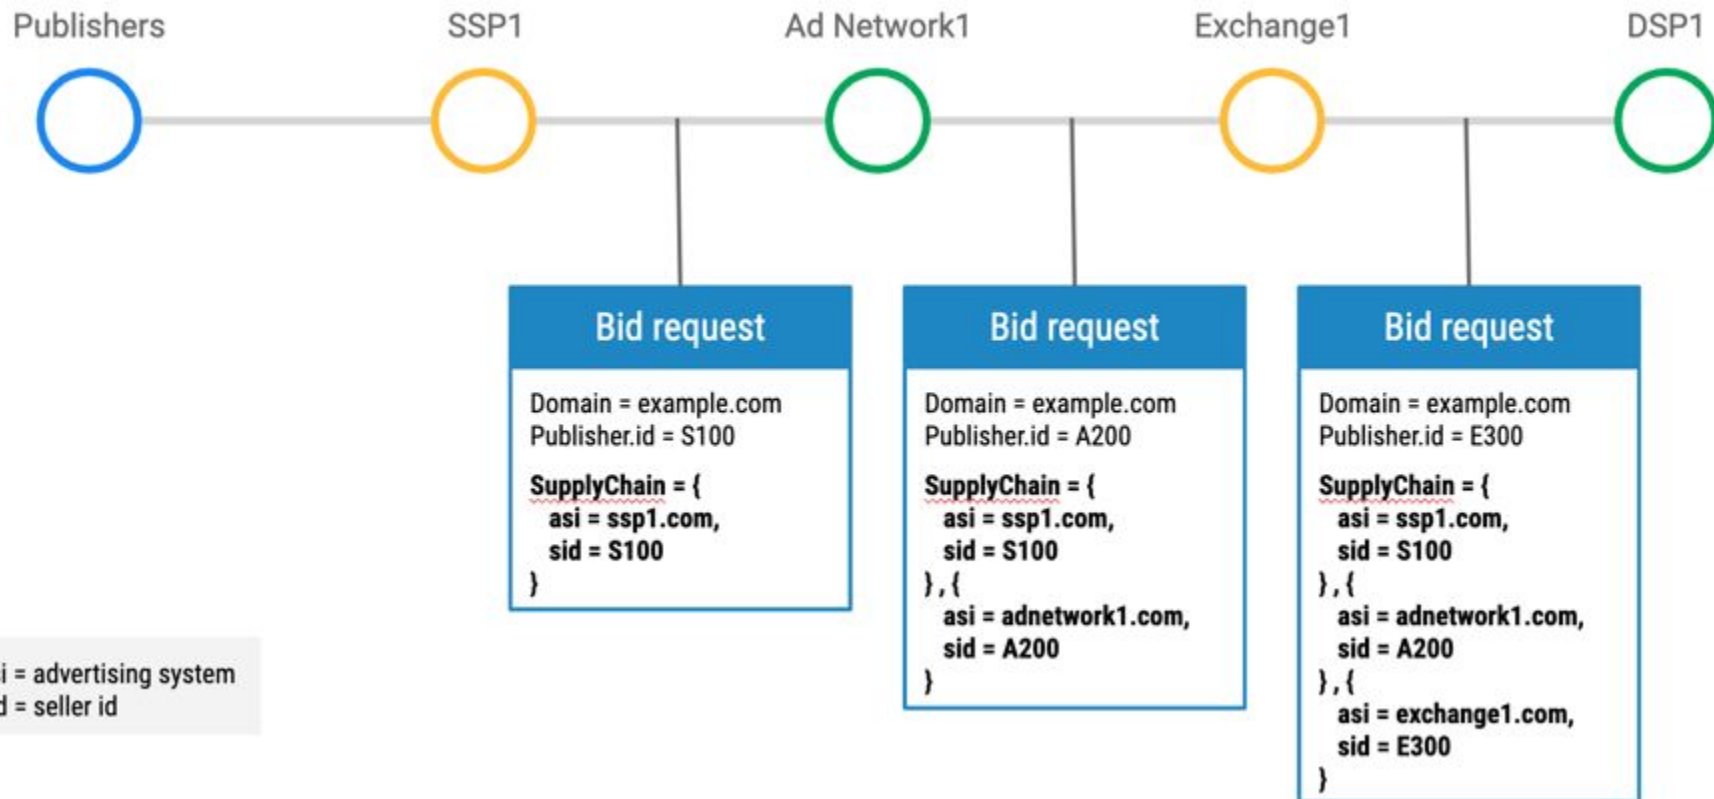 Publishers
SSP1
Ad Network1
Exchange1
DSP1
Bid request
Domain = example.com
Publisher.id = S100
SupplyChain = {
asi = ssp1.com,
sid = S100
}
Bid request
Domain = example.com
Publisher.id = A200
SupplyChain = {
asi = ssp1.com,
sid = S100
} , {
asi = adnetwork1.com,
sid = A200
}
Bid request
Domain = example.com
Publisher.id = E300
SupplyChain = {
asi = ssp1.com,
sid = S100
} , {
asi = adnetwork1.com,
sid = A200
} , {
asi = exchange1.com,
sid = E300
}
i = advertising system
d = seller id